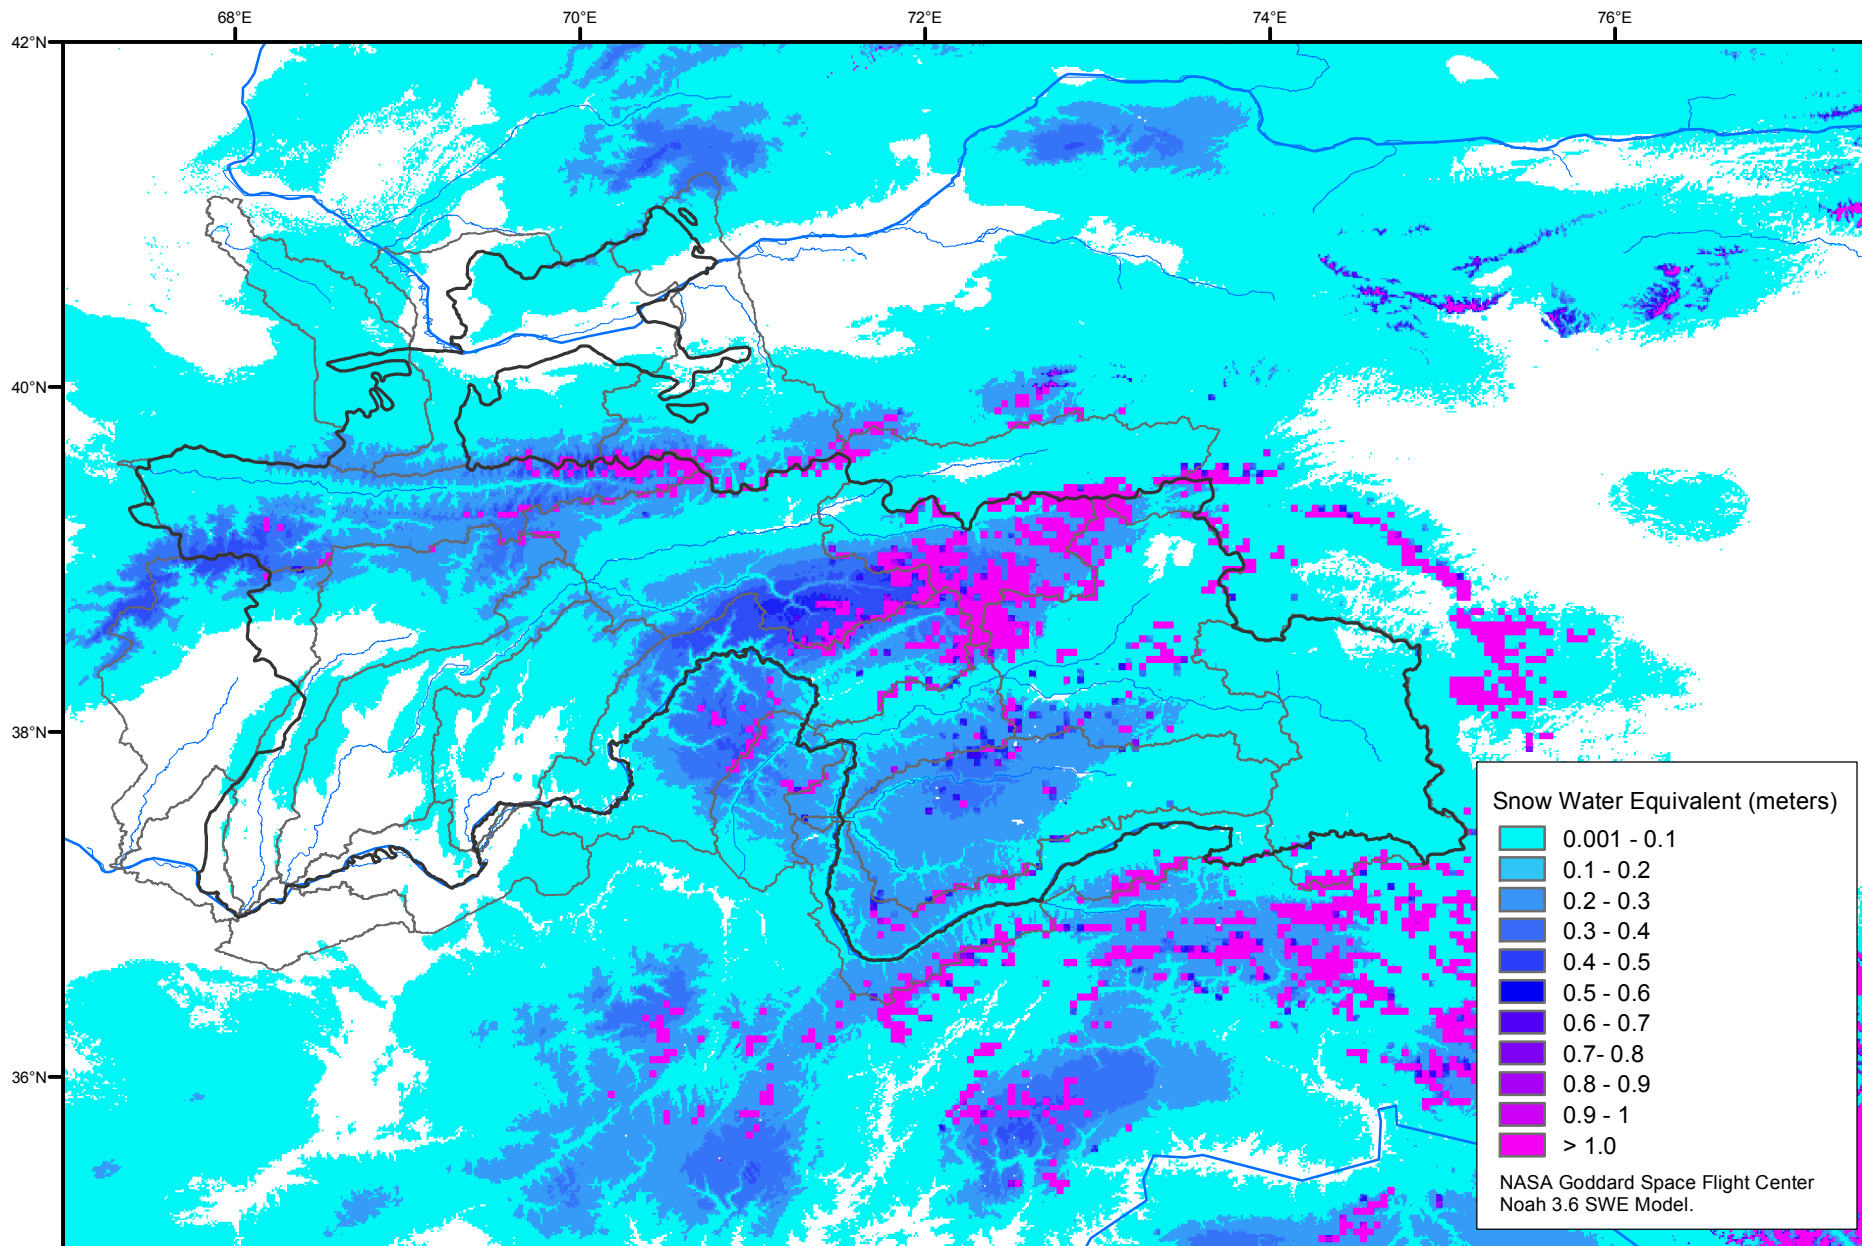 68°E 70°E 72°E 74°E 76°E
42°N
40°N
38°N
36°N
Snow Water Equivalent (meters)
0.001 - 0.1
0.1 - 0.2
0.2 - 0.3
0.3 - 0.4
0.4 - 0.5
0.5 - 0.6
0.6 - 0.7
0.7- 0.8
0.8 - 0.9
0.9 - 1
> 1.0
NASA Goddard Space Flight Center
Noah 3.6 SWE Model.